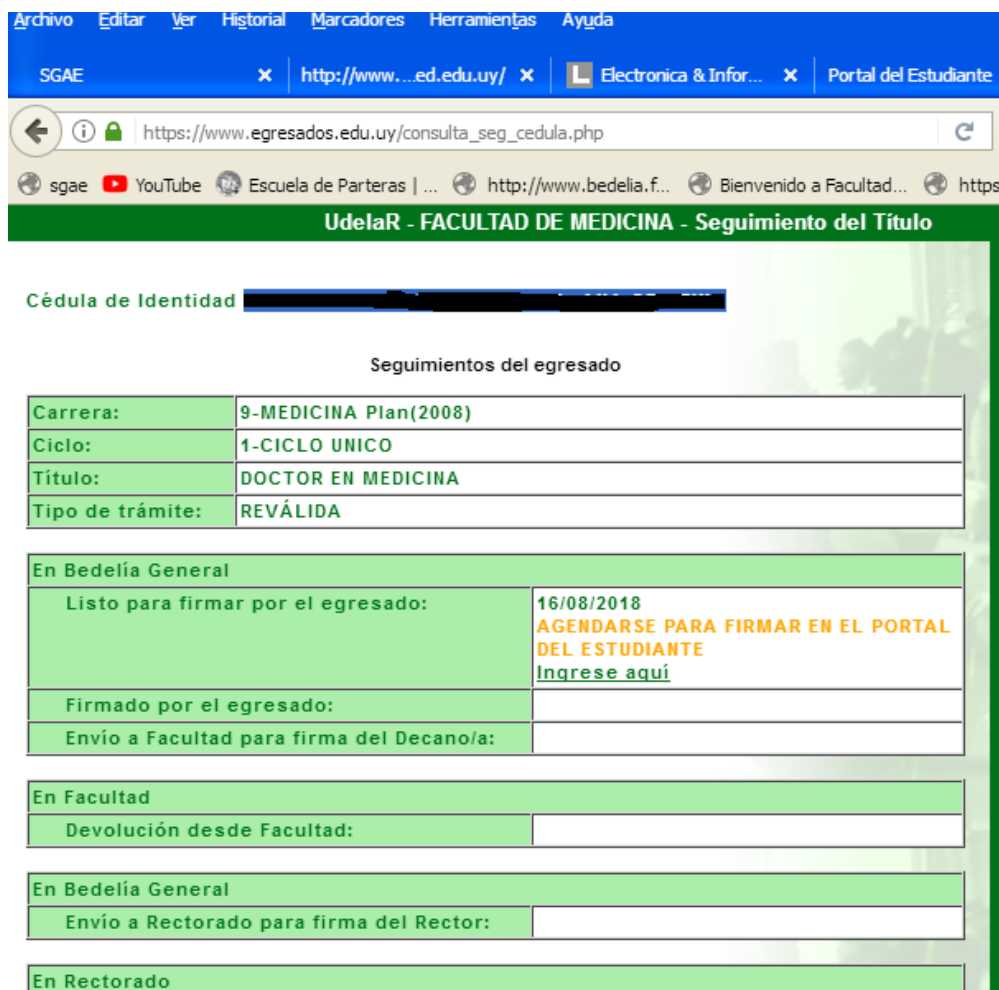 Archivo Editar Ver Historial Marcadores Herramientas Ayuda
SGAE × http://www....ed.edu.uy/ × L Electronica & Infor... × Portal del Estudiante
https://www.egresados.edu.uy/consulta_seg_cedula.php
sgae YouTube Escuela de Parteras | ... http://www.bedelia.f... Bienvenido a Facultad... https
UdelaR - FACULTAD DE MEDICINA - Seguimiento del Título
Cédula de Identidad
Seguimientos del egresado
Carrera: 9-MEDICINA Plan(2008)
Ciclo: 1-CICLO UNICO
Título: DOCTOR EN MEDICINA
Tipo de trámite: REVÁLIDA
En Bedelía General
Listo para firmar por el egresado: 16/08/2018
AGENDARSE PARA FIRMAR EN EL PORTAL
DEL ESTUDIANTE
Ingrese aquí
Firmado por el egresado:
Envío a Facultad para firma del Decano/a:
En Facultad
Devolución desde Facultad:
En Bedelía General
Envío a Rectorado para firma del Rector:
En Rectorado